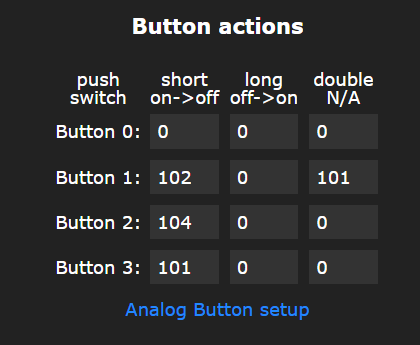 Button actions
push short long double
switch on->off off->on N/A
Button 0: 0 0 0
Button 1: 102 0 101
Button 2: 104 0 0
Button 3: 101 0 0
Analog Button setup